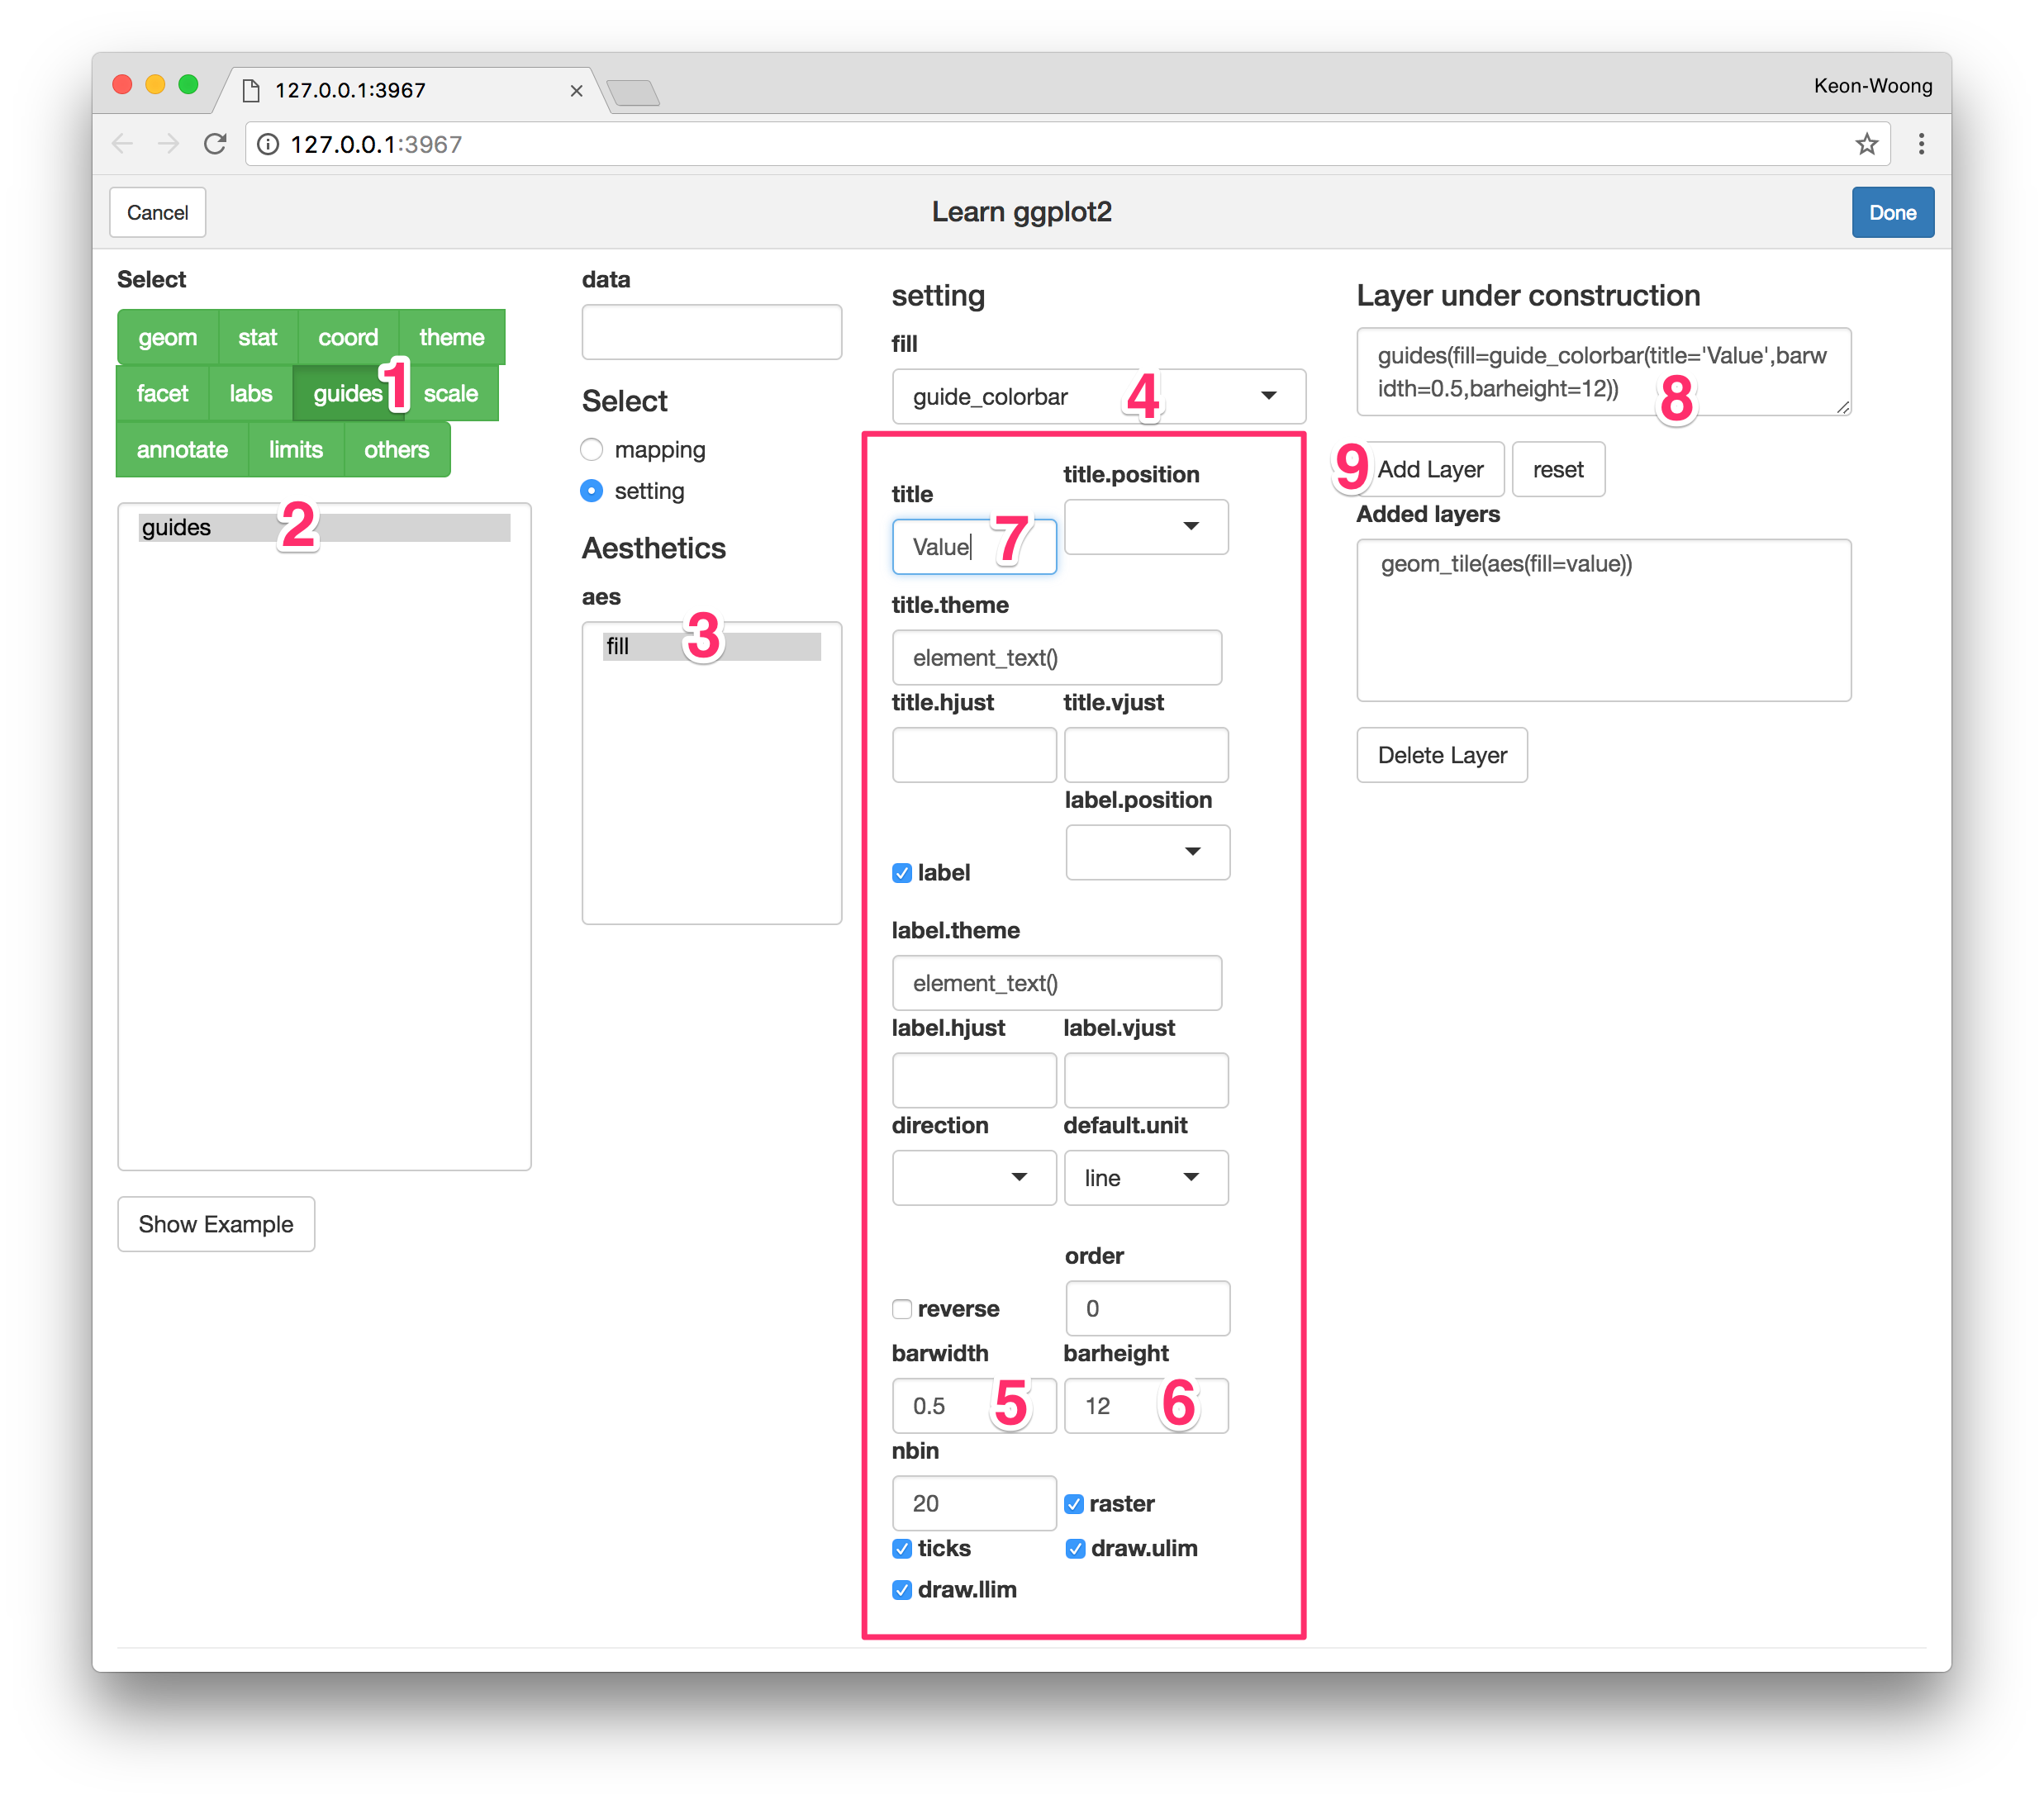 127.0.0.1:3967
Keon-Woong
127.0.0.1:3967
Cancel
Learn ggplot2
Done
Select
geom stat coord theme
facet labs guides scale
1
annotate limits others
guides
2
Show Example
data
Select
mapping
setting
Aesthetics
aes
fill
3
setting
fill
guide_colorbar
4
title
title.position
Value
7
title.theme
element_text()
title.hjust title.vjust
label.position
label
label.theme
element_text()
label.hjust label.vjust
direction default.unit
line
order
reverse
0
barwidth barheight
0.5
5
12
6
nbin
20
raster
ticks
draw.ulim
draw.llim
Layer under construction
guides(fill=guide_colorbar(title='Value',barw
idth=0.5,barheight=12))
8
9
Add Layer
reset
Added layers
geom_tile(aes(fill=value))
Delete Layer